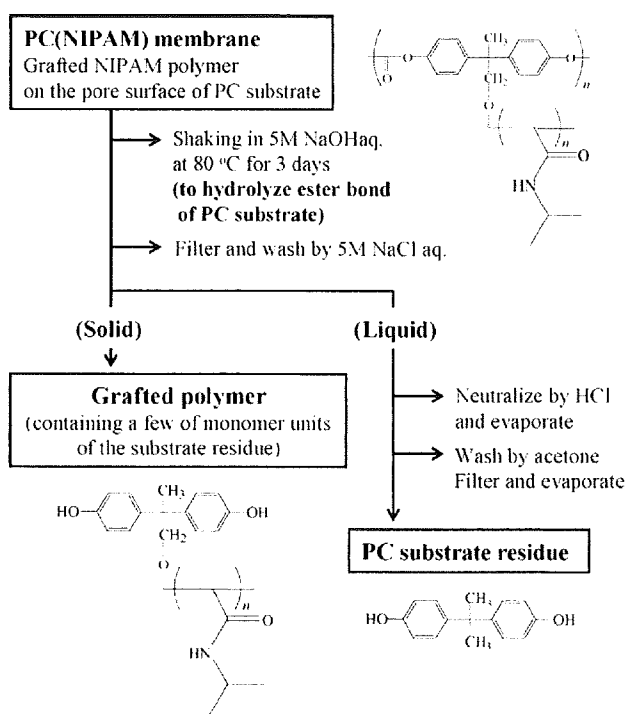 PC(NIPAM) membrane
Grafted NIPAM polymer
on the pore surface of PC substrate
Shaking in 5M NaOHaq.
at 80 °C for 3 days
(to hydrolyze ester bond
of PC substrate)
Filter and wash by 5M NaCl aq.
O
O
CH₃
CH₂
O
O
n
n
O
HN
(Solid)
(Liquid)
Grafted polymer
(containing a few of monomer units
of the substrate residue)
Neutralize by HCl
and evaporate
Wash by acetone
Filter and evaporate
PC substrate residue
HO
CH₃
OH
CH₂
O
n
O
HN
HO
CH₃
CH₃
OH